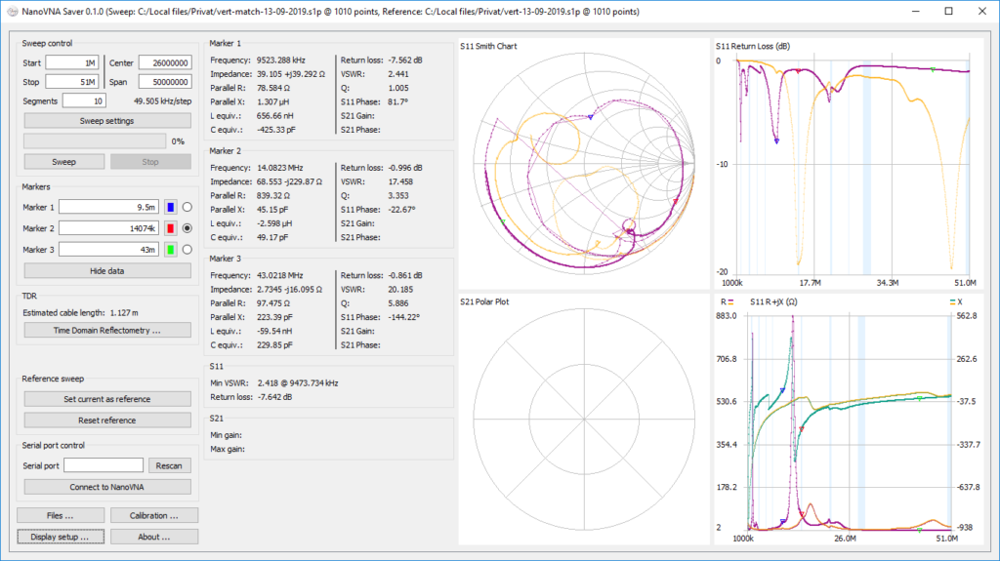 NanoVNA Saver 0.1.0 (Sweep: C:/Local files/Privat/vert-match-13-09-2019.s1p @ 1010 points, Reference: C:/Local files/Privat/vert-13-09-2019.s1p @ 1010 points)
Sweep control
Start 1M Center 26000000
Stop 51M Span 50000000
Segments 10 49.505 kHz/step
Sweep settings
0%
Sweep Stop
Markers
Marker 1 9.5m
Marker 2 14074k
Marker 3 43m
Hide data
TDR
Estimated cable length: 1.127 m
Time Domain Reflectometry ...
Reference sweep
Set current as reference
Reset reference
Serial port control
Serial port Rescan
Connect to NanoVNA
Files ... Calibration ...
Display setup ... About ...
Marker 1
Frequency: 9523.288 kHz Return loss: -7.562 dB
Impedance: 39.105 +j39.292 Ω VSWR: 2.441
Parallel R: 78.584 Ω Q: 1.005
Parallel X: 1.307 µH S11 Phase: 81.7°
L equiv.: 656.66 nH S21 Gain:
C equiv.: -425.33 pF S21 Phase:
Marker 2
Frequency: 14.0823 MHz Return loss: -0.996 dB
Impedance: 68.553 -j229.87 Ω VSWR: 17.458
Parallel R: 839.32 Ω Q: 3.353
Parallel X: 45.15 pF S11 Phase: -22.67°
L equiv.: -2.598 µH S21 Gain:
C equiv.: 49.17 pF S21 Phase:
Marker 3
Frequency: 43.0218 MHz Return loss: -0.861 dB
Impedance: 2.7345 -j16.095 Ω VSWR: 20.185
Parallel R: 97.475 Ω Q: 5.886
Parallel X: 223.39 pF S11 Phase: -144.22°
L equiv.: -59.54 nH S21 Gain:
C equiv.: 229.85 pF S21 Phase:
S11
Min VSWR: 2.418 @ 9473.734 kHz
Return loss: -7.642 dB
S21
Min gain:
Max gain:
S11 Smith Chart
S11 Return Loss (dB)
0
-10
-20
1000k 17.7M 34.3M 51.0M
S21 Polar Plot
R S11 R+jX (Ω) X
883.0 562.8
706.8 262.6
530.6 -37.5
354.4 -337.7
178.2 -637.8
2 -938
1000k 26.0M 51.0M